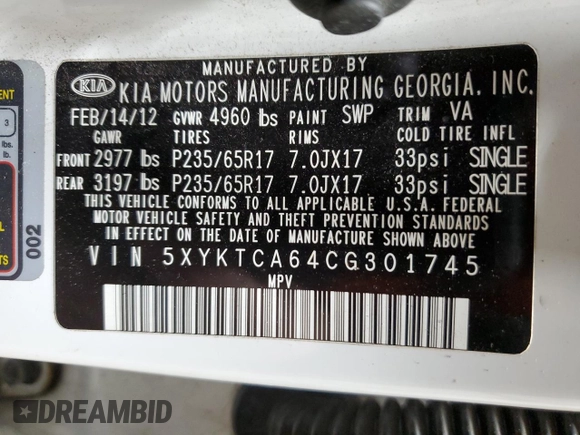 MANUFACTURED BY
KIA KIA MOTORS MANUFACTURING GEORGIA, INC.
FEB/14/12 GVWR 4960 lbs PAINT SWP TRIM VA
GAWR TIRES RIMS COLD TIRE INFL
FRONT 2977 lbs P235/65R17 7.0JX17 33psi SINGLE
REAR 3197 lbs P235/65R17 7.0JX17 33psi SINGLE
THIS VEHICLE CONFORMS TO ALL APPLICABLE U.S.A. FEDERAL
MOTOR VEHICLE SAFETY AND THEFT PREVENTION STANDARDS
IN EFFECT ON THE DATE OF MANUFACTURE SHOWN ABOVE.
VIN 5XYKTCA64CG301745
MPV
3
lbs.
002
DREAMBID